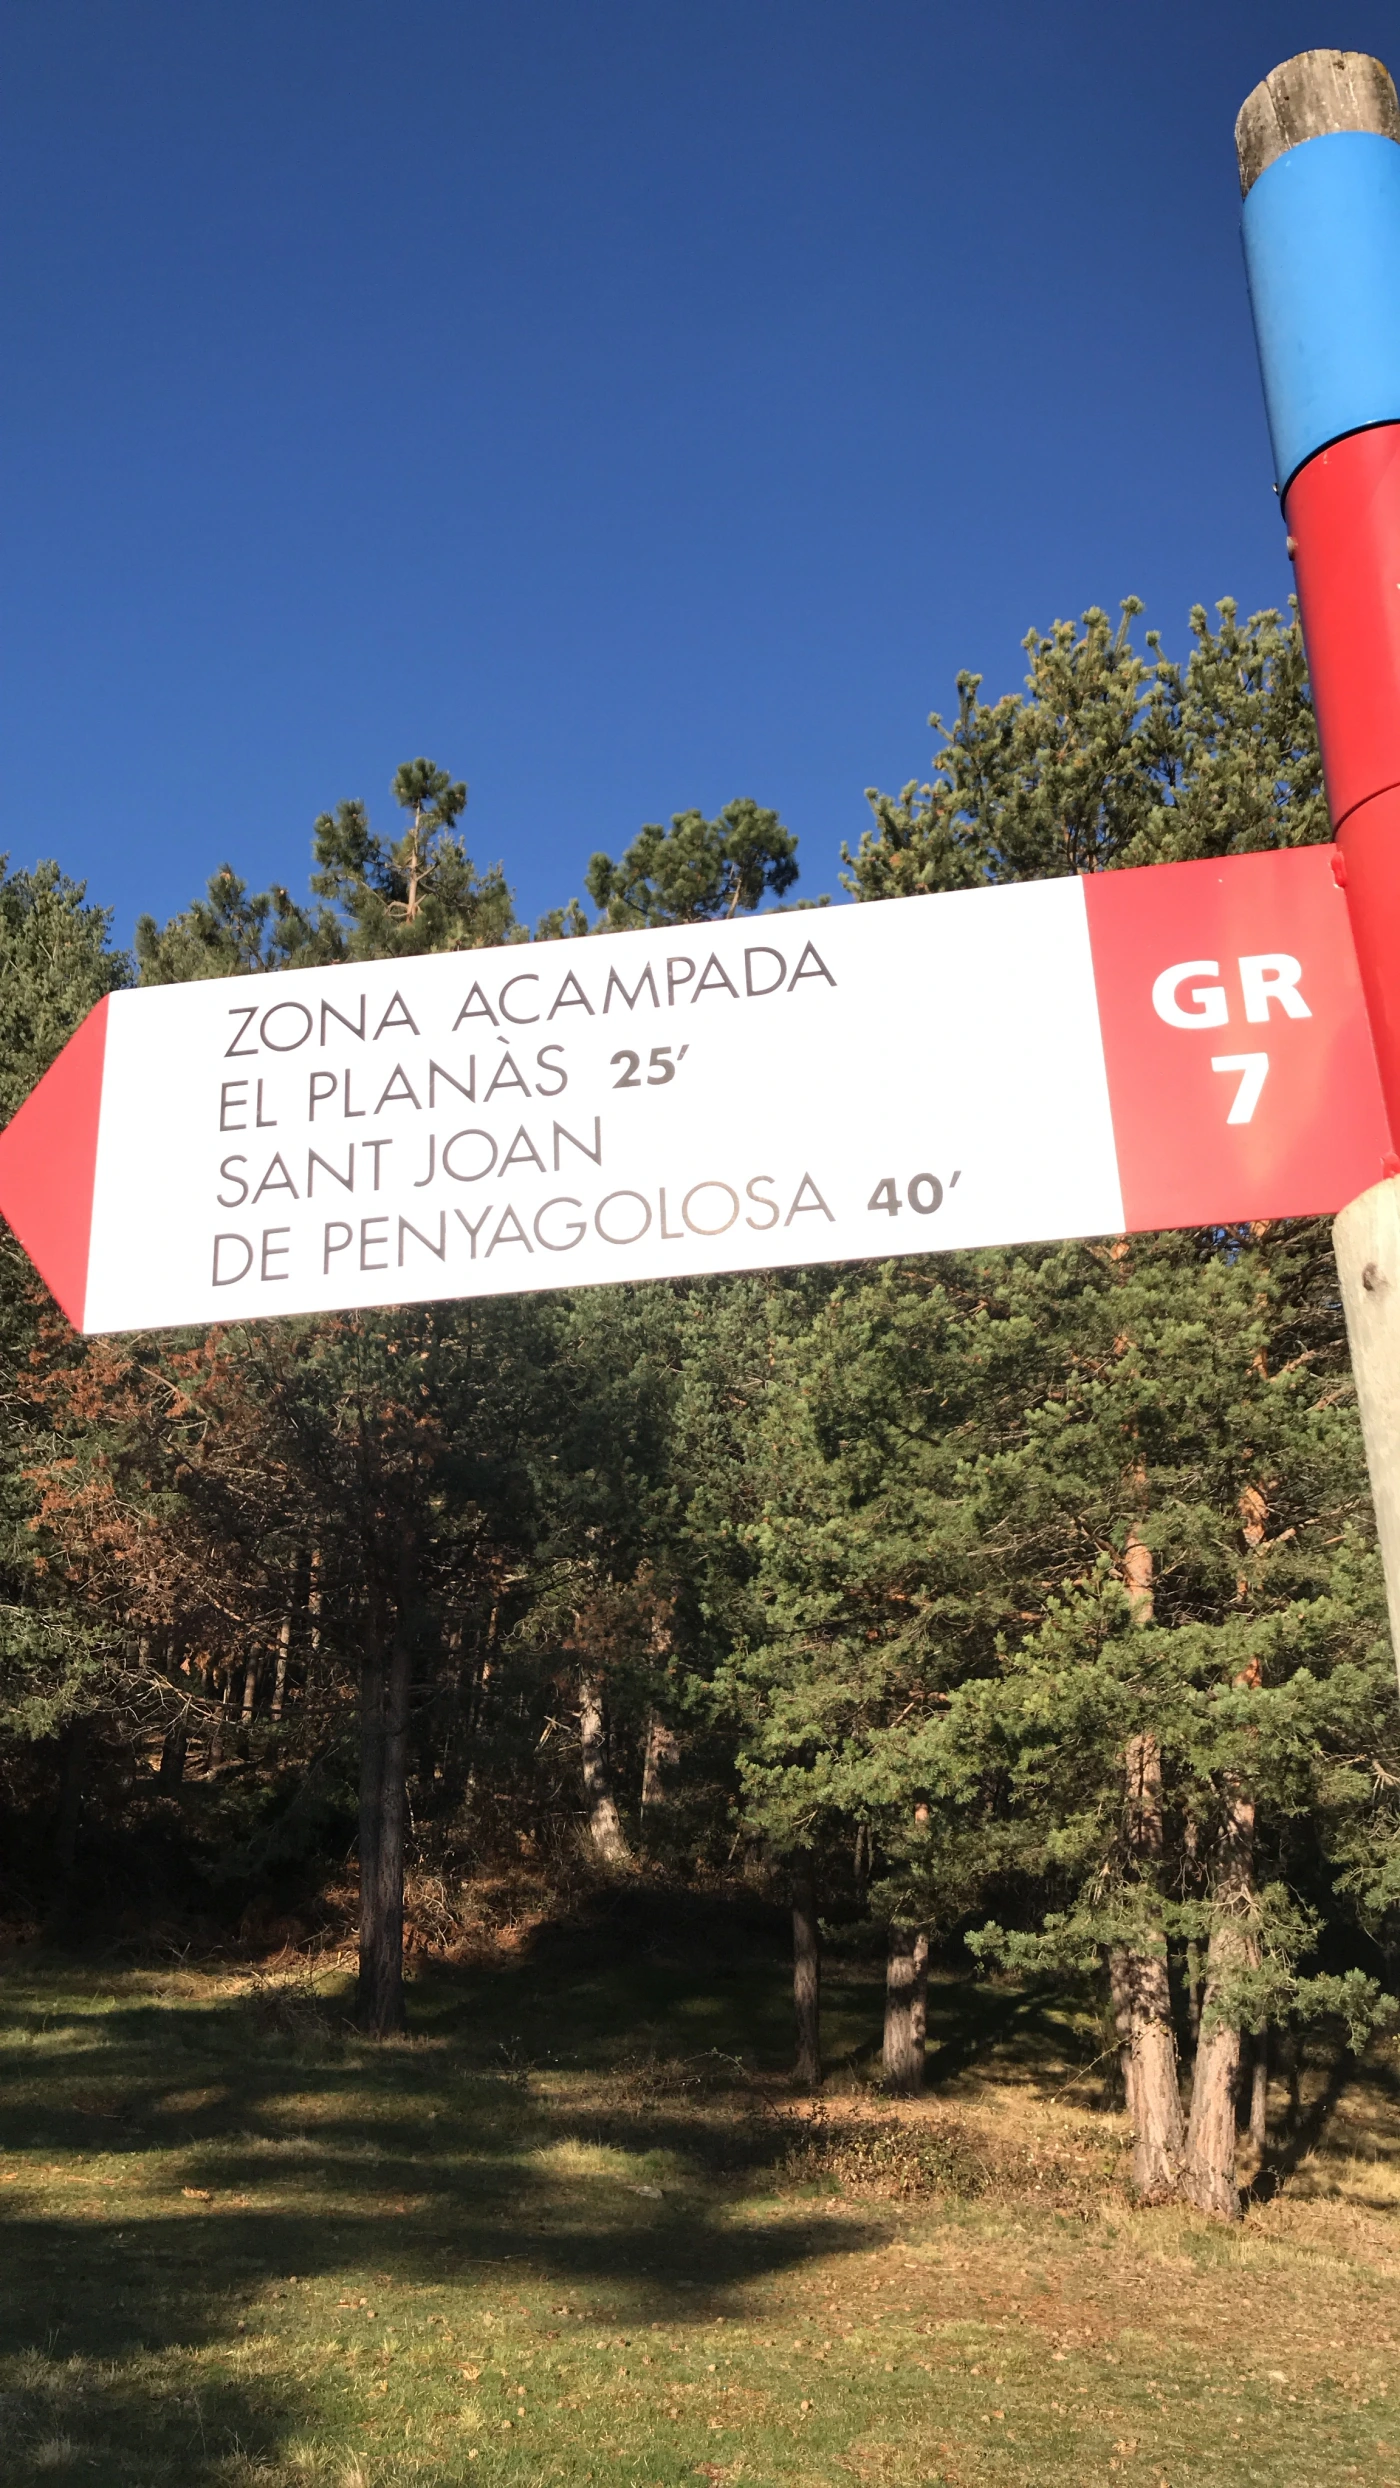 ZONA ACAMPADA
EL PLANÀS 25′
SANT JOAN
DE PENYAGOLOSA 40′
GR
7